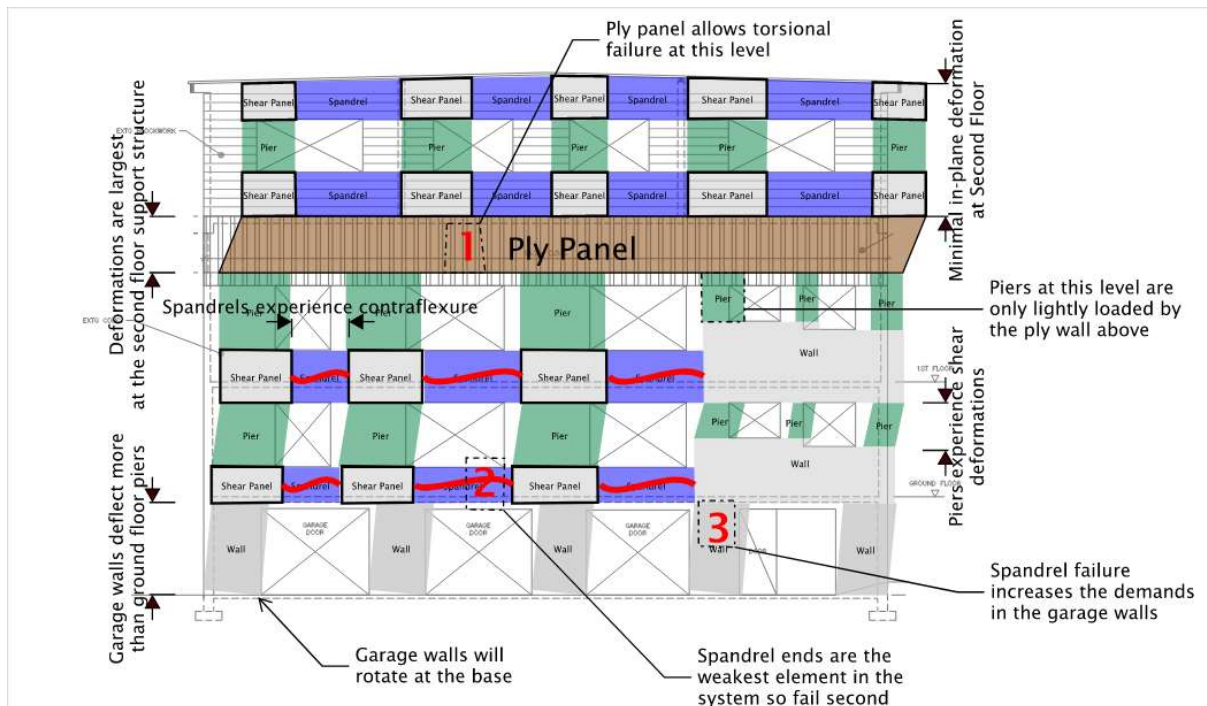 Ply panel allows torsional
failure at this level
Shear Panel
Spandrel
Shear Panel
Spandrel
Shear Panel
Spandrel
Shear Panel
Spandrel
Shear Panel
Pier
Pier
Pier
Pier
Pier
Shear Panel
Spandrel
Shear Panel
Spandrel
Shear Panel
Spandrel
Shear Panel
Spandrel
Shear Panel
Deformations are largest
at the second floor support structure
Minimal in-plane deformation
at Second Floor
1
Ply Panel
Spandrels experience contraflexure
Pier
Pier
Pier
Pier
Pier
Pier
Piers at this level are
only lightly loaded by
the ply wall above
Wall
Shear Panel
Spandrel
Shear Panel
Spandrel
Shear Panel
Spandrel
1ST FLOOR
Pier
Pier
Pier
Pier
Pier
Pier
Wall
Piers experience shear
deformations
Shear Panel
Spandrel
Shear Panel
Spandrel
2
Shear Panel
Spandrel
GROUND FLOOR
Garage walls deflect more
than ground floor piers
Wall
GARAGE
DOOR
Wall
GARAGE
DOOR
Wall
GARAGE
DOOR
3
Wall
DOOR
Wall
Spandrel failure
increases the demands
in the garage walls
Garage walls will
rotate at the base
Spandrel ends are the
weakest element in the
system so fail second